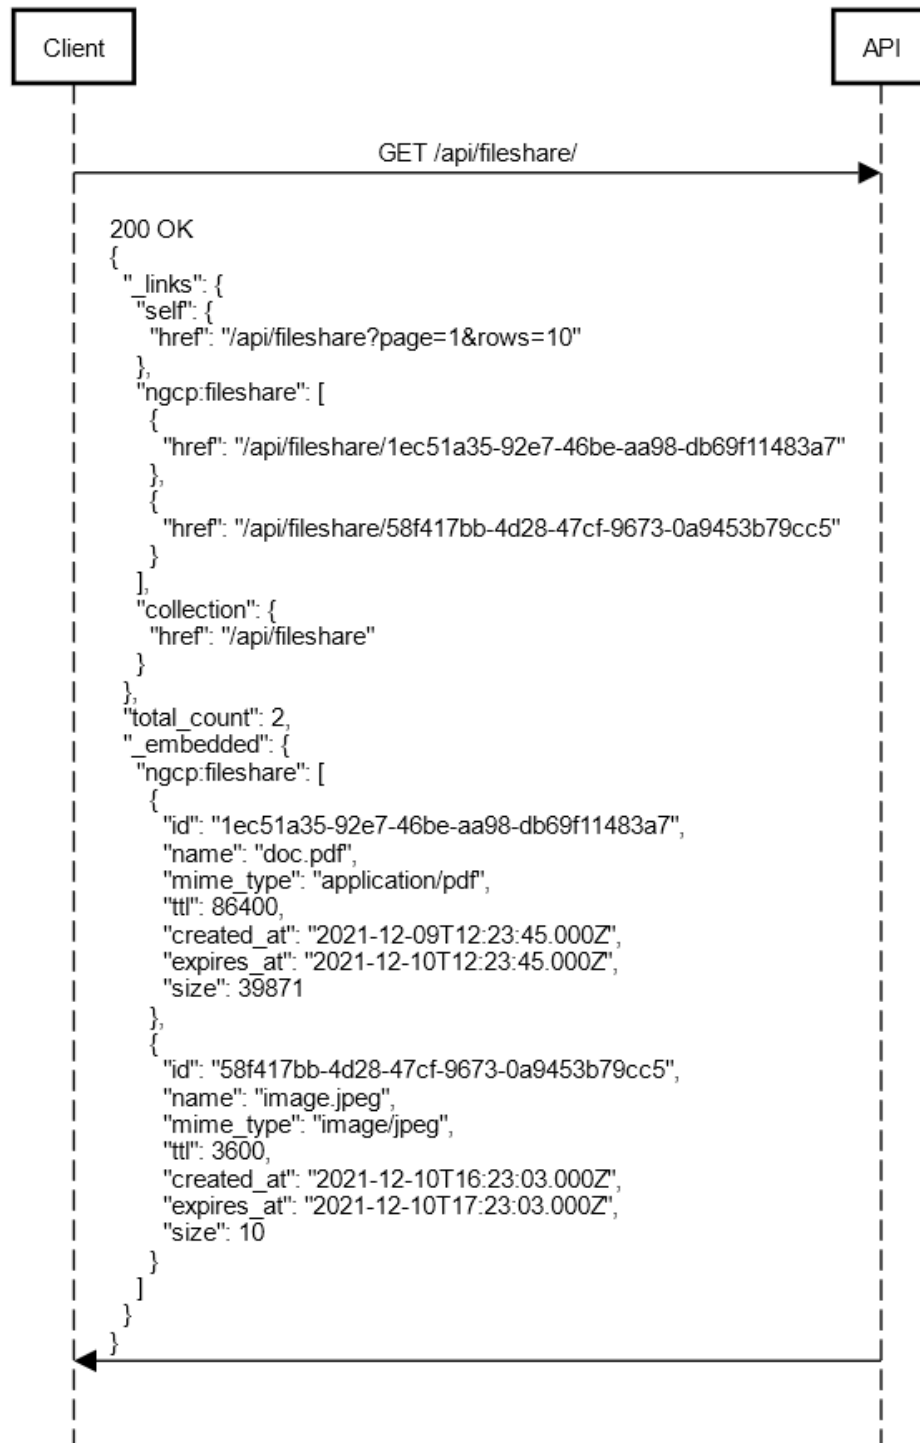 Client
API
GET /api/fileshare/
200 OK
{
"_links": {
"self": {
"href": "/api/fileshare?page=1&rows=10"
},
"ngcp:fileshare": [
{
"href": "/api/fileshare/1ec51a35-92e7-46be-aa98-db69f11483a7"
},
{
"href": "/api/fileshare/58f417bb-4d28-47cf-9673-0a9453b79cc5"
}
],
"collection": {
"href": "/api/fileshare"
}
},
"total_count": 2,
"_embedded": {
"ngcp:fileshare": [
{
"id": "1ec51a35-92e7-46be-aa98-db69f11483a7",
"name": "doc.pdf",
"mime_type": "application/pdf",
"ttl": 86400,
"created_at": "2021-12-09T12:23:45.000Z",
"expires_at": "2021-12-10T12:23:45.000Z",
"size": 39871
},
{
"id": "58f417bb-4d28-47cf-9673-0a9453b79cc5",
"name": "image.jpeg",
"mime_type": "image/jpeg",
"ttl": 3600,
"created_at": "2021-12-10T16:23:03.000Z",
"expires_at": "2021-12-10T17:23:03.000Z",
"size": 10
}
]
}
}